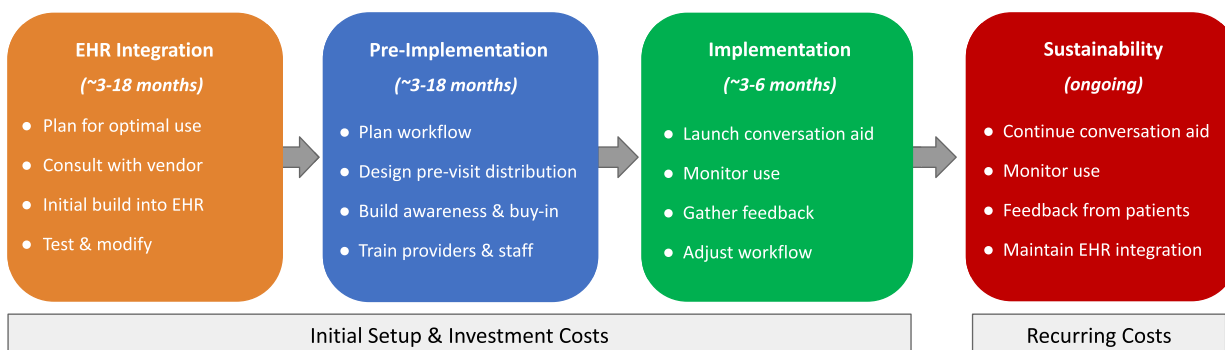 EHR Integration
(~3-18 months)
● Plan for optimal use
● Consult with vendor
● Initial build into EHR
● Test & modify
Pre-Implementation
(~3-18 months)
● Plan workflow
● Design pre-visit distribution
● Build awareness & buy-in
● Train providers & staff
Implementation
(~3-6 months)
● Launch conversation aid
● Monitor use
● Gather feedback
● Adjust workflow
Sustainability
(ongoing)
● Continue conversation aid
● Monitor use
● Feedback from patients
● Maintain EHR integration
Initial Setup & Investment Costs
Recurring Costs